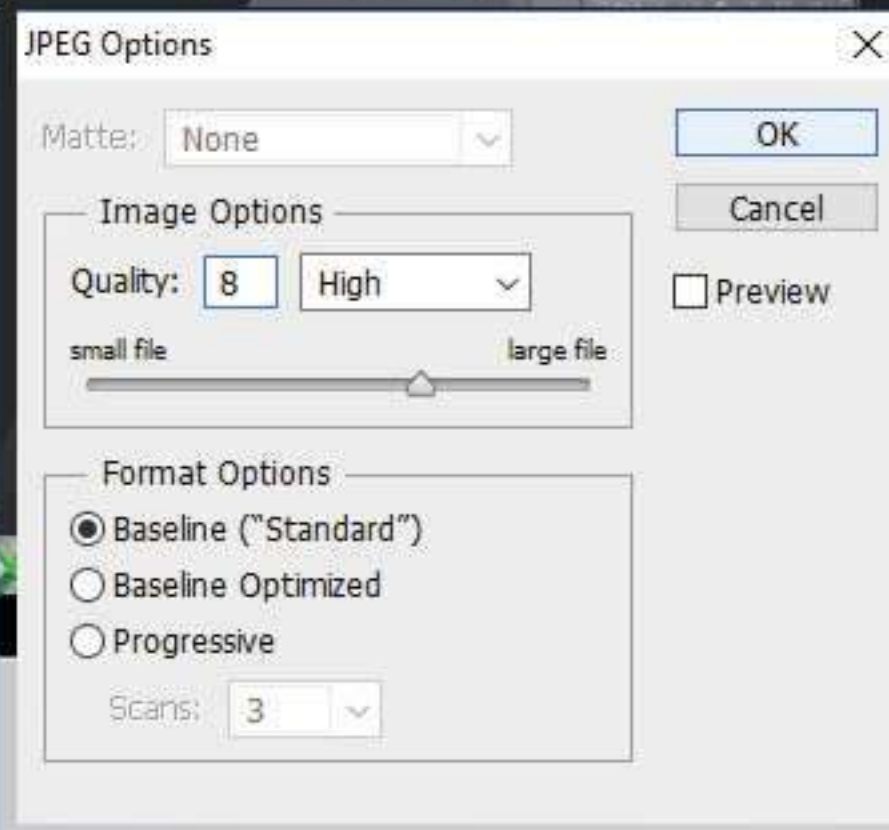 JPEG Options
Matte: None
OK
Cancel
Preview
Image Options
Quality: 8 High
small file large file
Format Options
Baseline (“Standard”)
Baseline Optimized
Progressive
Scans: 3